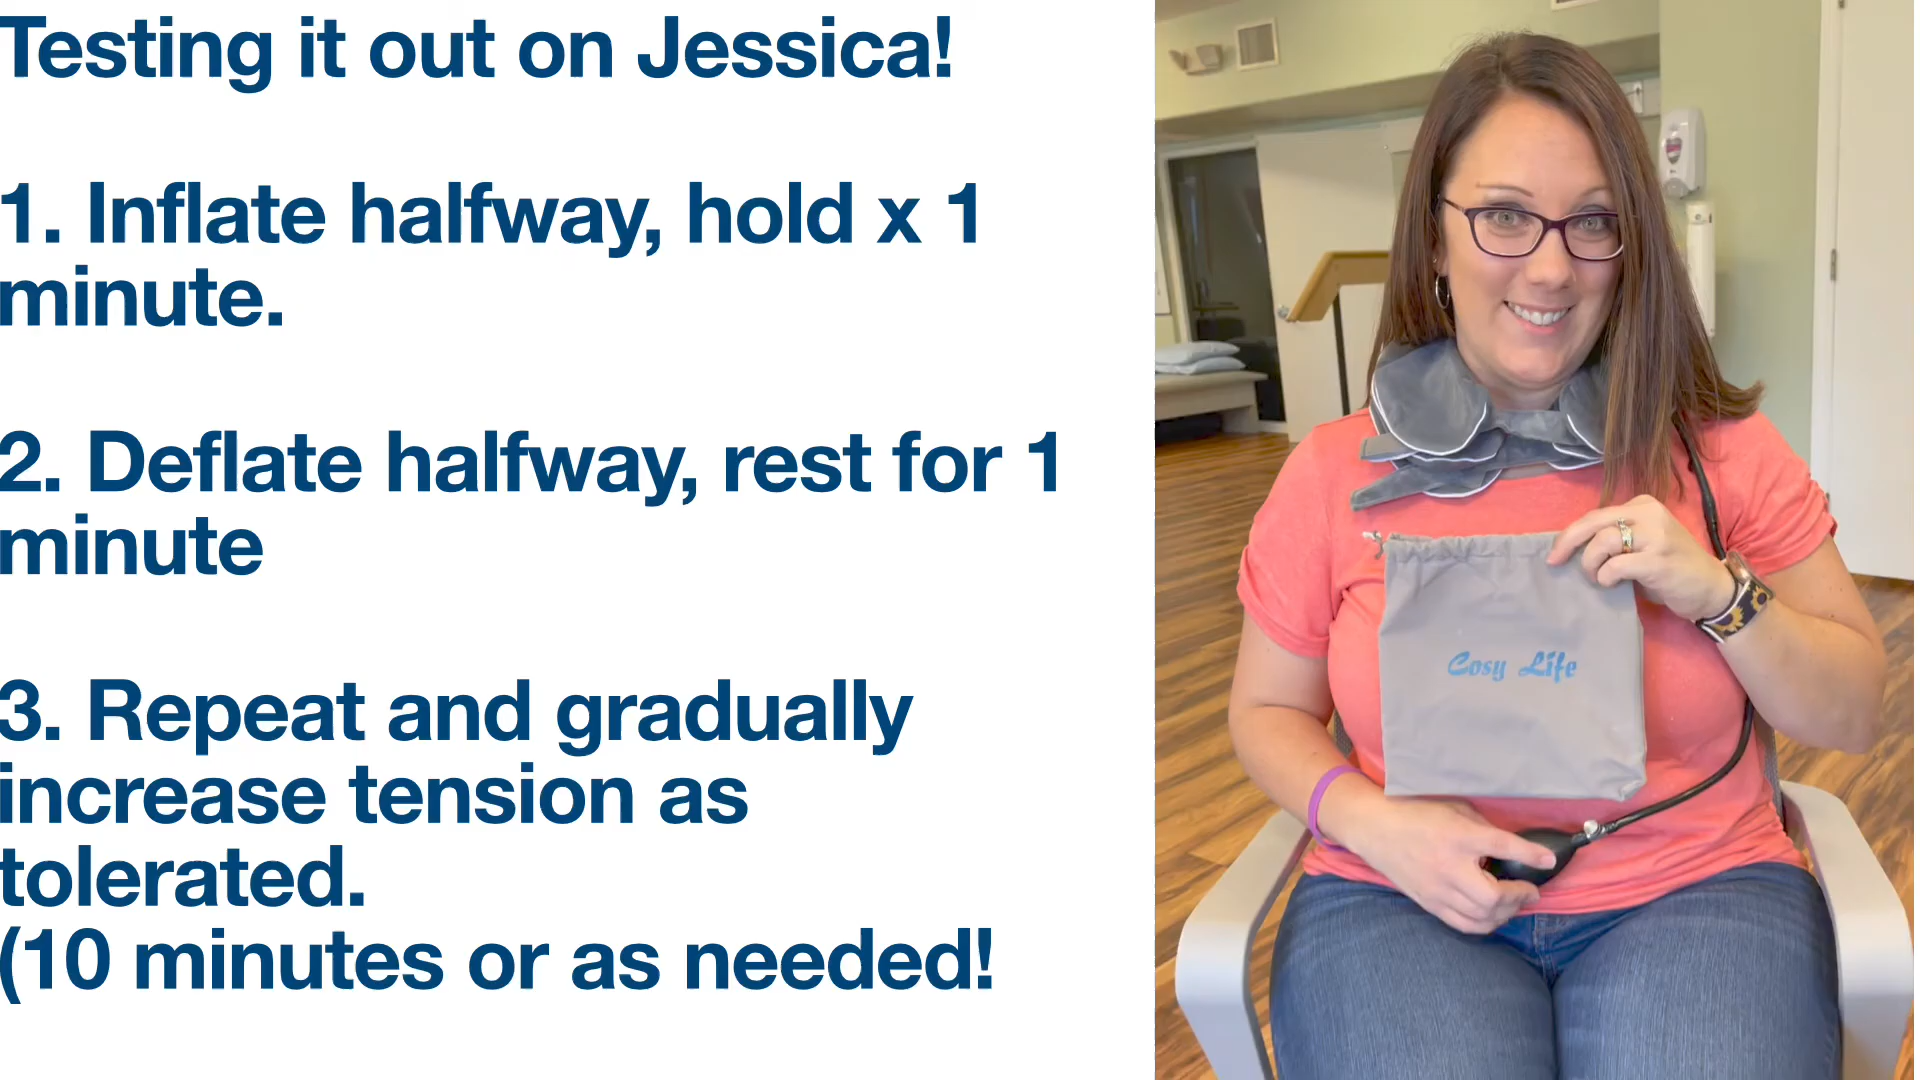 Testing it out on Jessica!
1. Inflate halfway, hold x 1
minute.
2. Deflate halfway, rest for 1
minute
3. Repeat and gradually
increase tension as
tolerated.
(10 minutes or as needed!
Cosy Life